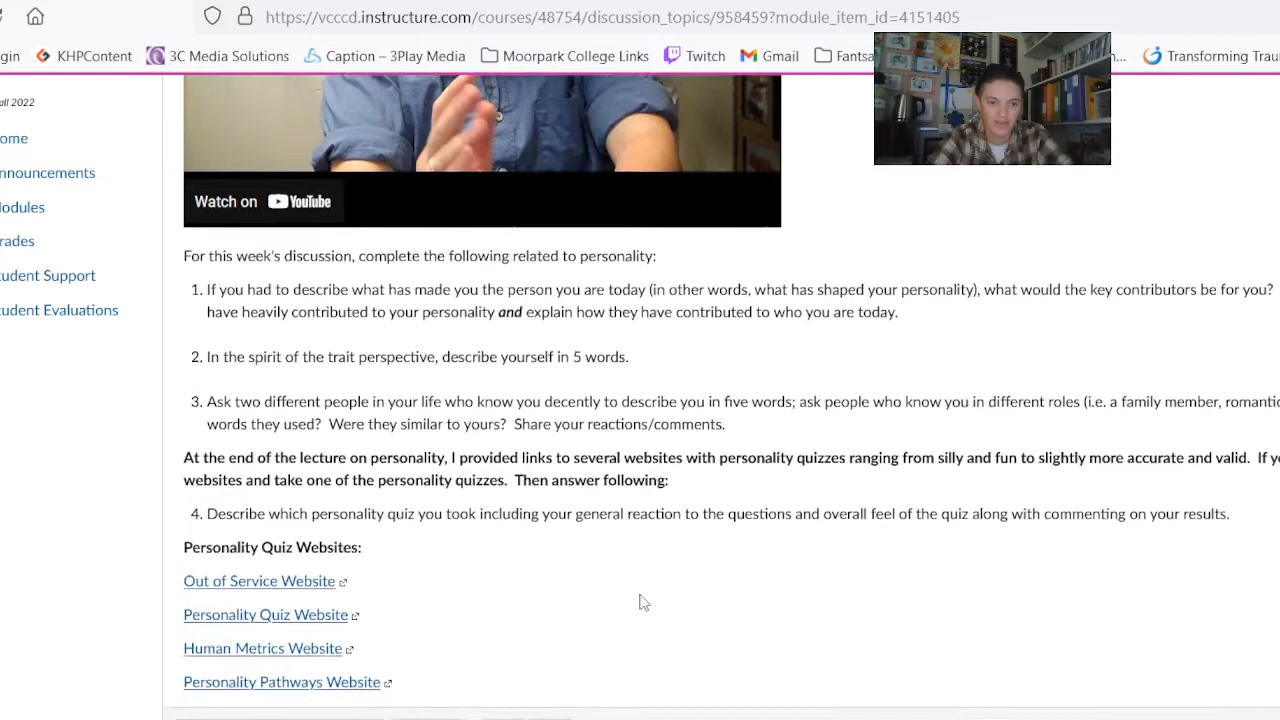 https://vcccd.instructure.com/courses/48754/discussion_topics/958459?module_item_id=4151405
gin KHPContent 3C Media Solutions Caption – 3Play Media Moorpark College Links Twitch Gmail Fantas n... Transforming Trau
all 2022
ome
nnouncements
odules
rades
tudent Support
tudent Evaluations
Watch on YouTube
For this week's discussion, complete the following related to personality:
1. If you had to describe what has made you the person you are today (in other words, what has shaped your personality), what would the key contributors be for you?
have heavily contributed to your personality and explain how they have contributed to who you are today.
2. In the spirit of the trait perspective, describe yourself in 5 words.
3. Ask two different people in your life who know you decently to describe you in five words; ask people who know you in different roles (i.e. a family member, romantic
words they used? Were they similar to yours? Share your reactions/comments.
At the end of the lecture on personality, I provided links to several websites with personality quizzes ranging from silly and fun to slightly more accurate and valid. If yo
websites and take one of the personality quizzes. Then answer following:
4. Describe which personality quiz you took including your general reaction to the questions and overall feel of the quiz along with commenting on your results.
Personality Quiz Websites:
Out of Service Website
Personality Quiz Website
Human Metrics Website
Personality Pathways Website